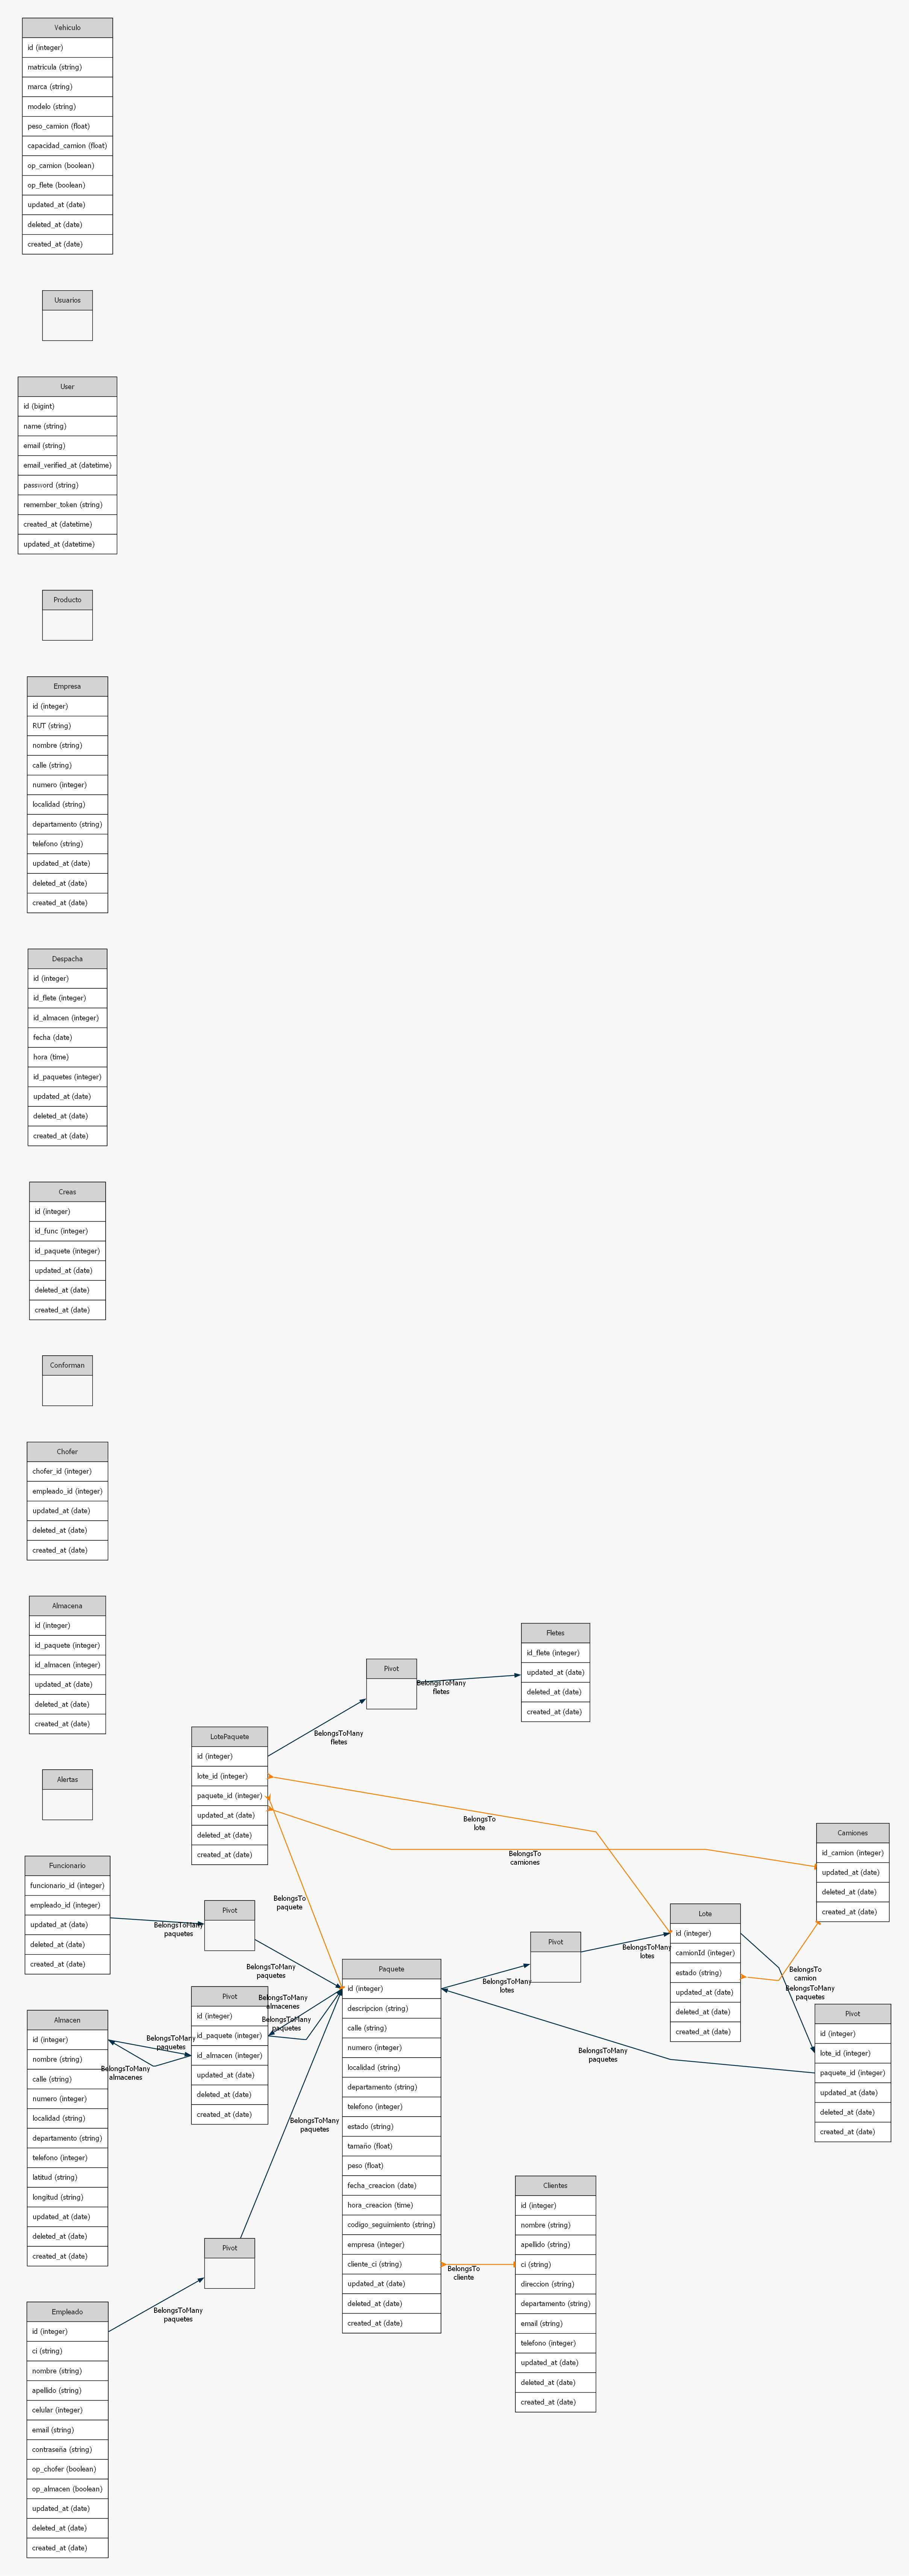 Vehiculo
id (integer)
matricula (string)
marca (string)
modelo (string)
peso_camion (float)
capacidad_camion (float)
op_camion (boolean)
op_flete (boolean)
updated_at (date)
deleted_at (date)
created_at (date)
Usuarios
User
id (bigint)
name (string)
email (string)
email_verified_at (datetime)
password (string)
remember_token (string)
created_at (datetime)
updated_at (datetime)
Producto
Empresa
id (integer)
RUT (string)
nombre (string)
calle (string)
numero (integer)
localidad (string)
departamento (string)
telefono (string)
updated_at (date)
deleted_at (date)
created_at (date)
Despacha
id (integer)
id_flete (integer)
id_almacen (integer)
fecha (date)
hora (time)
id_paquetes (integer)
updated_at (date)
deleted_at (date)
created_at (date)
Creas
id (integer)
id_func (integer)
id_paquete (integer)
updated_at (date)
deleted_at (date)
created_at (date)
Conforman
Chofer
chofer_id (integer)
empleado_id (integer)
updated_at (date)
deleted_at (date)
created_at (date)
Almacena
id (integer)
id_paquete (integer)
id_almacen (integer)
updated_at (date)
deleted_at (date)
created_at (date)
Alertas
Funcionario
funcionario_id (integer)
empleado_id (integer)
updated_at (date)
deleted_at (date)
created_at (date)
Almacen
id (integer)
nombre (string)
calle (string)
numero (integer)
localidad (string)
departamento (string)
telefono (integer)
latitud (string)
longitud (string)
updated_at (date)
deleted_at (date)
created_at (date)
Empleado
id (integer)
ci (string)
nombre (string)
apellido (string)
celular (integer)
email (string)
contraseña (string)
op_chofer (boolean)
op_almacen (boolean)
updated_at (date)
deleted_at (date)
created_at (date)
BelongsToMany
paquetes
BelongsToMany
paquetes
BelongsToMany
almacenes
BelongsToMany
paquetes
LotePaquete
id (integer)
lote_id (integer)
paquete_id (integer)
updated_at (date)
deleted_at (date)
created_at (date)
Pivot
Pivot
id (integer)
id_paquete (integer)
id_almacen (integer)
updated_at (date)
deleted_at (date)
created_at (date)
Pivot
BelongsToMany
fletes
BelongsTo
paquete
BelongsToMany
paquetes
BelongsToMany
almacenes
BelongsToMany
paquetes
BelongsToMany
paquetes
Pivot
BelongsToMany
fletes
Fletes
id_flete (integer)
updated_at (date)
deleted_at (date)
created_at (date)
BelongsTo
lote
BelongsTo
camiones
Paquete
id (integer)
descripcion (string)
calle (string)
numero (integer)
localidad (string)
departamento (string)
telefono (integer)
estado (string)
tamaño (float)
peso (float)
fecha_creacion (date)
hora_creacion (time)
codigo_seguimiento (string)
empresa (integer)
cliente_ci (string)
updated_at (date)
deleted_at (date)
created_at (date)
BelongsToMany
lotes
Pivot
BelongsToMany
lotes
BelongsToMany
paquetes
BelongsTo
cliente
Clientes
id (integer)
nombre (string)
apellido (string)
ci (string)
direccion (string)
departamento (string)
email (string)
telefono (integer)
updated_at (date)
deleted_at (date)
created_at (date)
Lote
id (integer)
camionId (integer)
estado (string)
updated_at (date)
deleted_at (date)
created_at (date)
BelongsTo
camion
BelongsToMany
paquetes
Camiones
id_camion (integer)
updated_at (date)
deleted_at (date)
created_at (date)
Pivot
id (integer)
lote_id (integer)
paquete_id (integer)
updated_at (date)
deleted_at (date)
created_at (date)